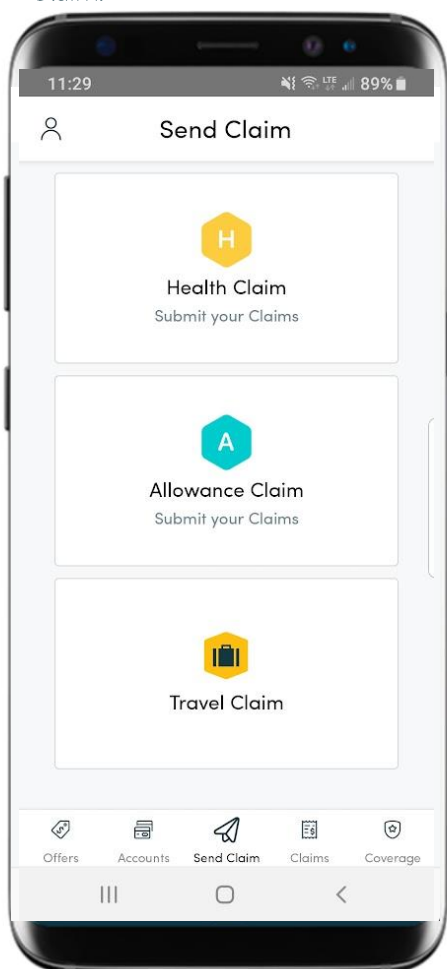 11:29 LTE 89%
Send Claim
H
Health Claim
Submit your Claims
A
Allowance Claim
Submit your Claims
Travel Claim
Offers Accounts Send Claim Claims Coverage